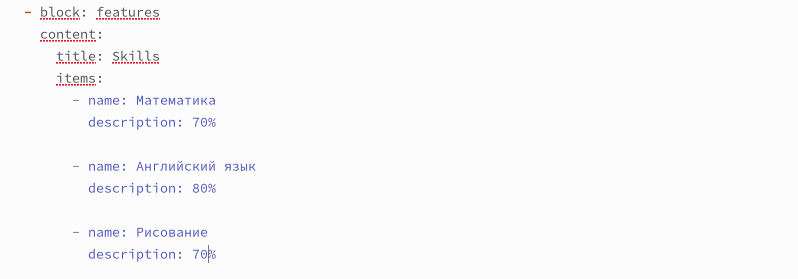 - block: features
content:
title: Skills
items:
- name: Математика
description: 70%
- name: Английский язык
description: 80%
- name: Рисование
description: 70%